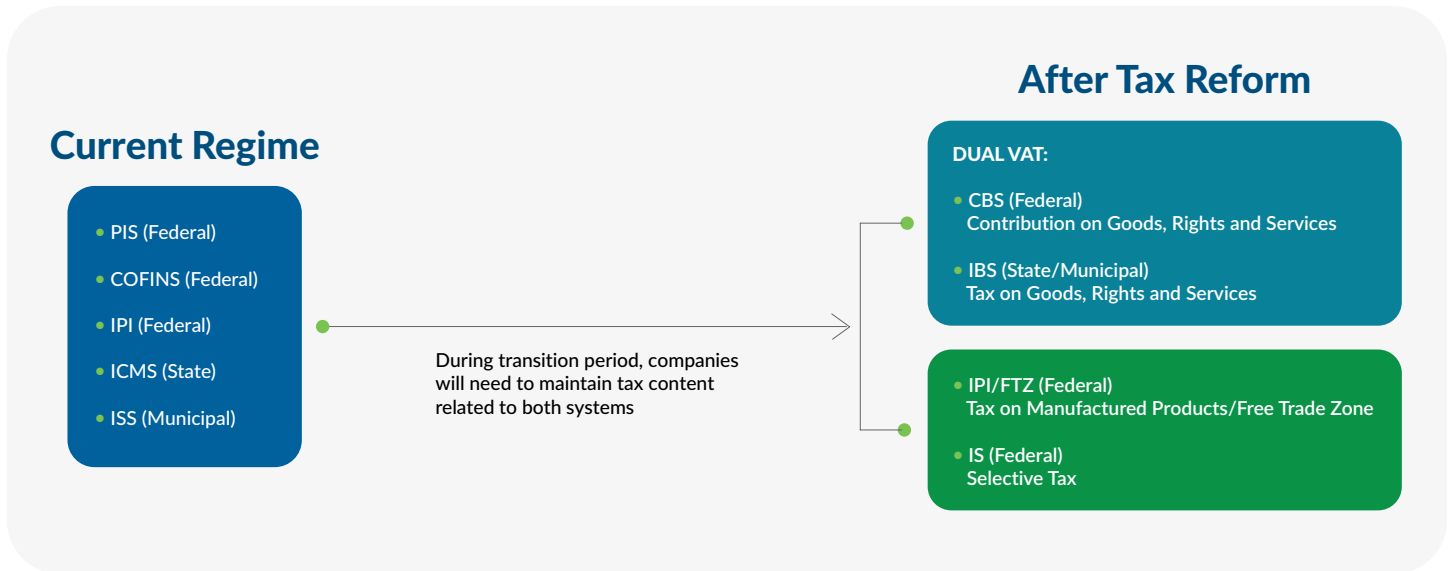 Current Regime
• PIS (Federal)
• COFINS (Federal)
• IPI (Federal)
• ICMS (State)
• ISS (Municipal)
During transition period, companies
will need to maintain tax content
related to both systems
After Tax Reform
DUAL VAT:
• CBS (Federal)
Contribution on Goods, Rights and Services
• IBS (State/Municipal)
Tax on Goods, Rights and Services
• IPI/FTZ (Federal)
Tax on Manufactured Products/Free Trade Zone
• IS (Federal)
Selective Tax